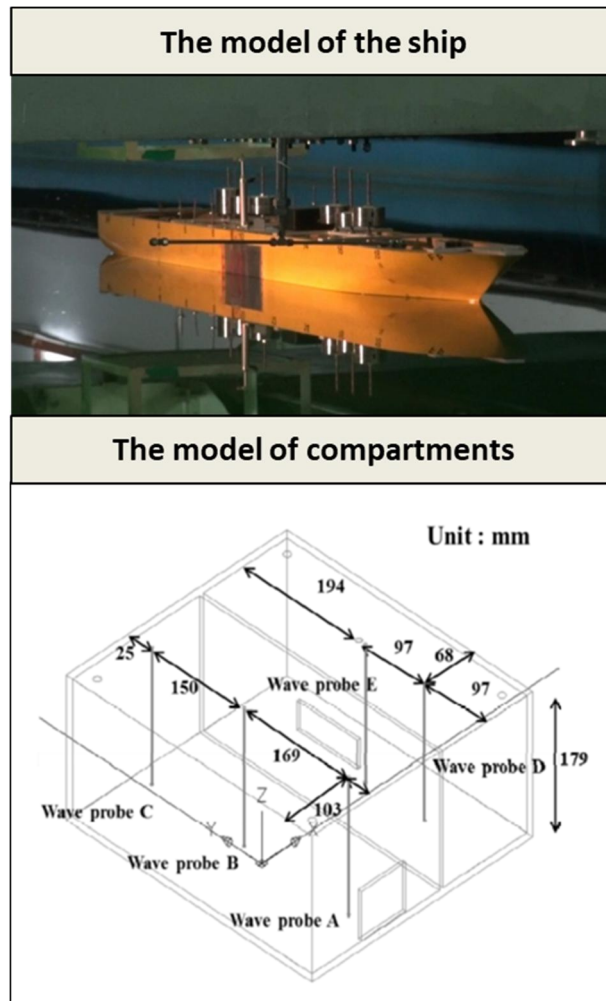 The model of the ship
The model of compartments
Unit : mm
194
97
68
25
97
150
Wave probe E
169
Wave probe D
179
Wave probe C
103
Z
Y
X
Wave probe B
Wave probe A